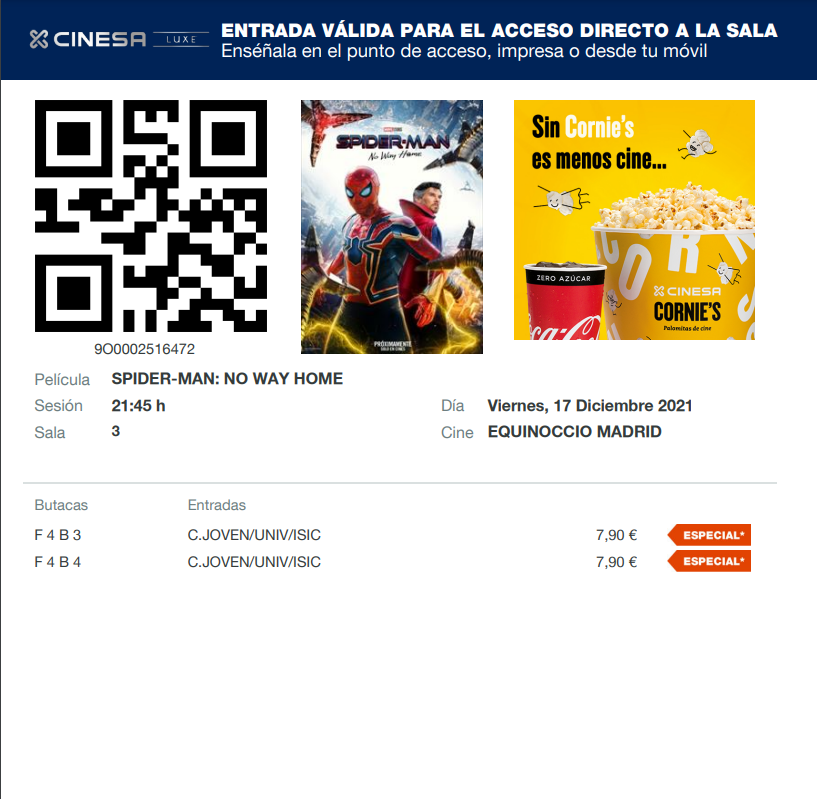 CINESA LUXE
ENTRADA VÁLIDA PARA EL ACCESO DIRECTO A LA SALA
Enséñala en el punto de acceso, impresa o desde tu móvil
SPIDER-MAN
No Way Home
PRÓXIMAMENTE
SOLO EN CINES
Sin Cornie's
es menos cine...
ZERO AZÚCAR
Coca-Co
CORN
O
S
CINESA
CORNIE'S
Palomitas de cine
9O0002516472
Película SPIDER-MAN: NO WAY HOME
Sesión 21:45 h Día Viernes, 17 Diciembre 2021
Sala 3 Cine EQUINOCCIO MADRID
Butacas Entradas
F 4 B 3 C.JOVEN/UNIV/ISIC 7,90 € ESPECIAL*
F 4 B 4 C.JOVEN/UNIV/ISIC 7,90 € ESPECIAL*